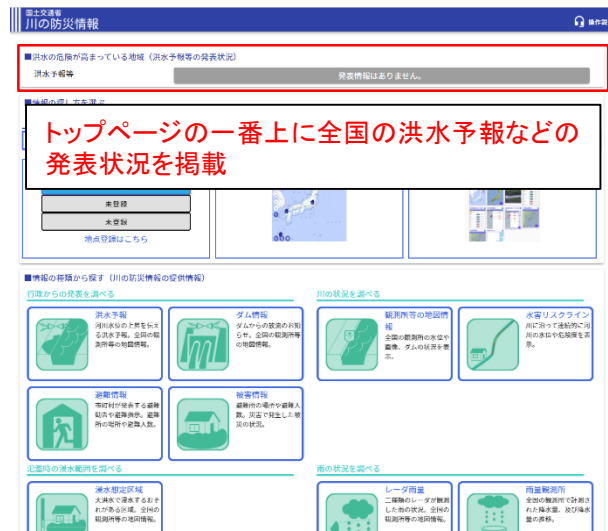 国土交通省
川の防災情報
■洪水の危険が高まっている地域（洪水予報等の発表状況）
洪水予報等
発表情報はありません。
トップページの一番上に全国の洪水予報などの
発表状況を掲載
未登録
未登録
地点登録はこちら
■情報の種類から探す（川の防災情報の提供情報）
行政からの発表を調べる
川の状況を調べる
洪水予報
河川水位の上昇を伝え
る洪水予報。全国の観
測所等の地図情報。
ダム情報
ダムからの放流のお知
らせ。全国の観測所等
の地図情報。
観測所等の地図情
報
全国の観測所の水位や
画像、ダムの状況を表
示。
水害リスクライン
川に沿って連続的に河
川の水位や危険度を表
示。
避難情報
市町村が発表する避難
勧告や避難指示。避難
所の場所や避難人数。
被害情報
避難所の場所や避難人
数。災害で発生した被
災の状況。
氾濫時の浸水範囲を調べる
雨の状況を調べる
浸水想定区域
大洪水で浸水するおそ
れがある区域。全国の
観測所等の地図情報。
レーダ雨量
二種類のレーダが観測
した雨の状況。全国の
観測所等の地図情報。
雨量観測所
全国の観測所で計測さ
れた降水量、及び降水
量の推移。